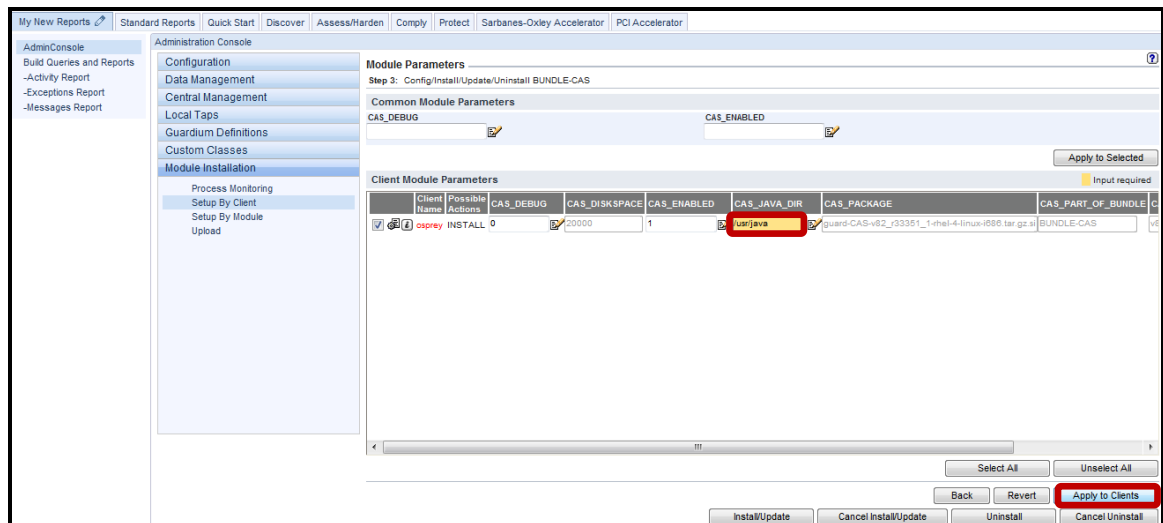 My New Reports Standard Reports Quick Start Discover Assess/Harden Comply Protect Sarbanes-Oxley Accelerator PCI Accelerator
AdminConsole
Build Queries and Reports
-Activity Report
-Exceptions Report
-Messages Report
Administration Console
Configuration
Data Management
Central Management
Local Taps
Guardium Definitions
Custom Classes
Module Installation
Process Monitoring
Setup By Client
Setup By Module
Upload
Module Parameters ?
Step 3: Config/Install/Update/Uninstall BUNDLE-CAS
Common Module Parameters
CAS_DEBUG CAS_ENABLED
Apply to Selected
Client Module Parameters Input required
Client Name Possible Actions CAS_DEBUG CAS_DISKSPACE CAS_ENABLED CAS_JAVA_DIR CAS_PACKAGE CAS_PART_OF_BUNDLE
i osprey INSTALL 0 20000 1 /usr/java guard-CAS-v82_r33351_1-rhel-4-linux-i686.tar.gz.si BUNDLE-CAS
Select All Unselect All
Back Revert Apply to Clients
Install/Update Cancel Install/Update Uninstall Cancel Uninstall